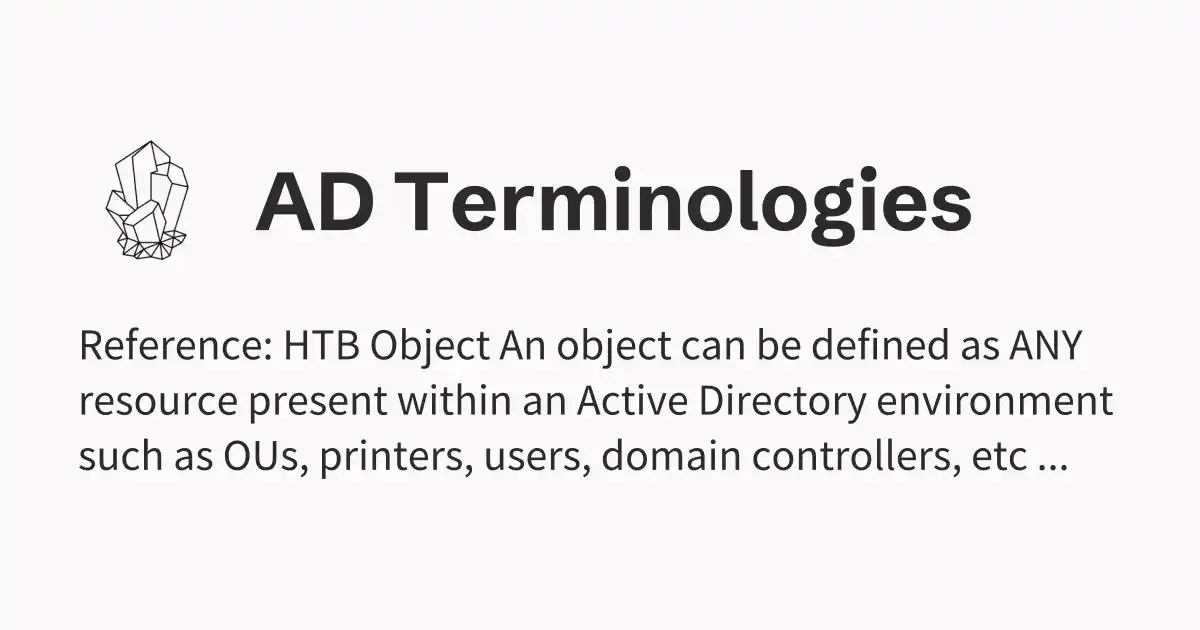 AD Terminologies
Reference: HTB Object An object can be defined as ANY
resource present within an Active Directory environment
such as OUs, printers, users, domain controllers, etc ...